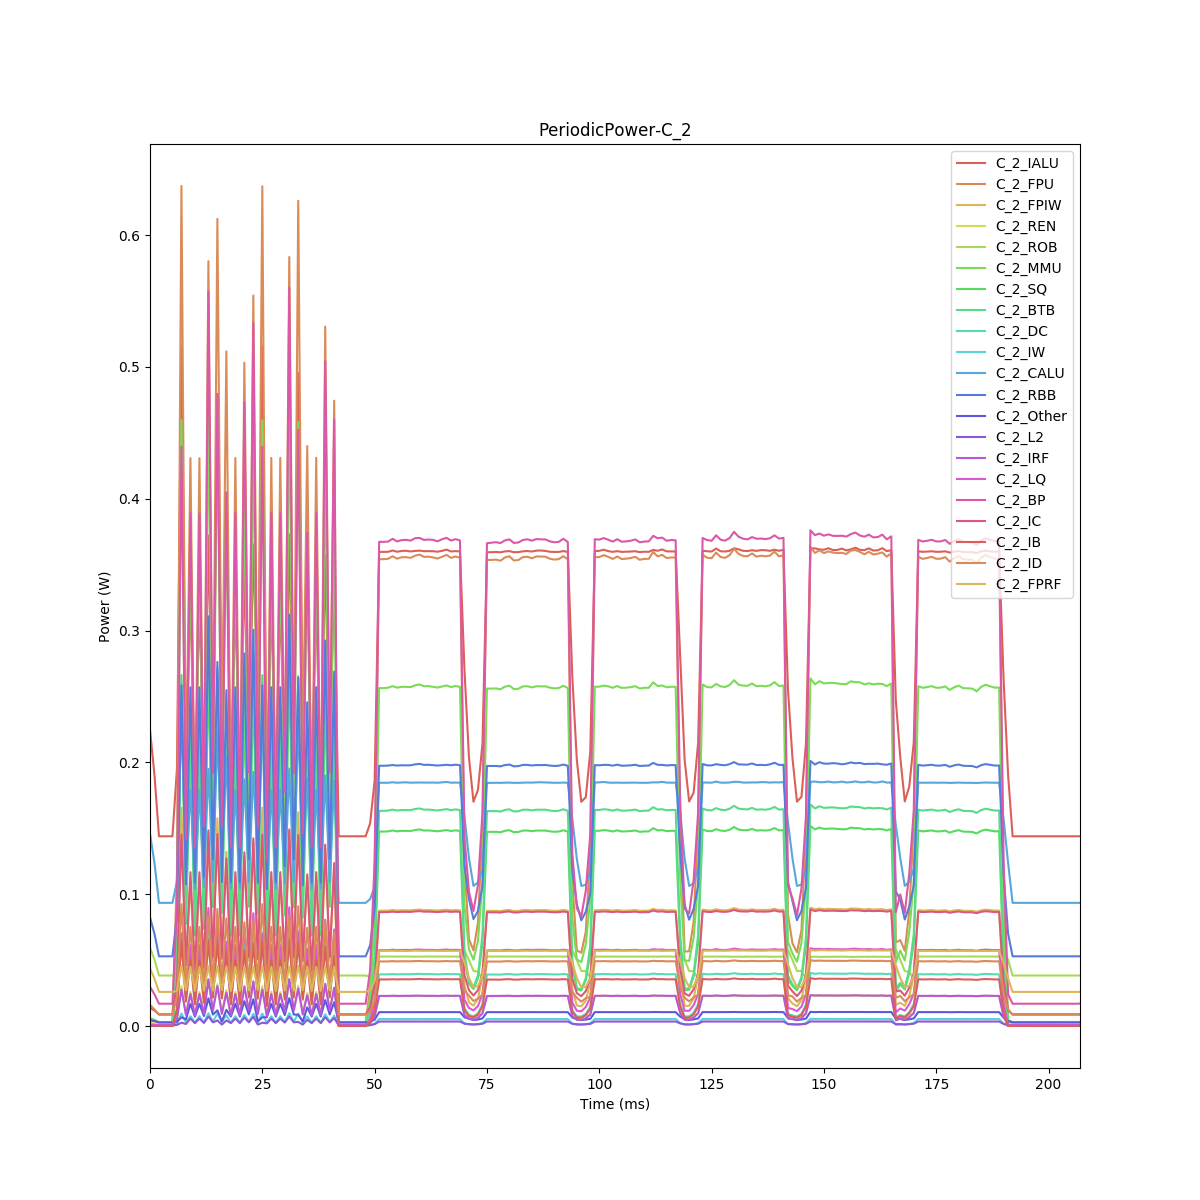 PeriodicPower-C_2
C_2_IALU
C_2_FPU
C_2_FPIW
C_2_REN
C_2_ROB
C_2_MMU
C_2_SQ
C_2_BTB
C_2_DC
C_2_IW
C_2_CALU
C_2_RBB
C_2_Other
C_2_L2
C_2_IRF
C_2_LQ
C_2_BP
C_2_IC
C_2_IB
C_2_ID
C_2_FPRF
Power (W)
0.6
0.5
0.4
0.3
0.2
0.1
0.0
0 25 50 75 100 125 150 175 200
Time (ms)